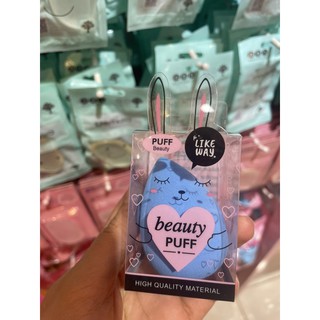 PUFF
Beauty
LIKE
WAY.
beauty
PUFF
HIGH QUALITY MATERIAL